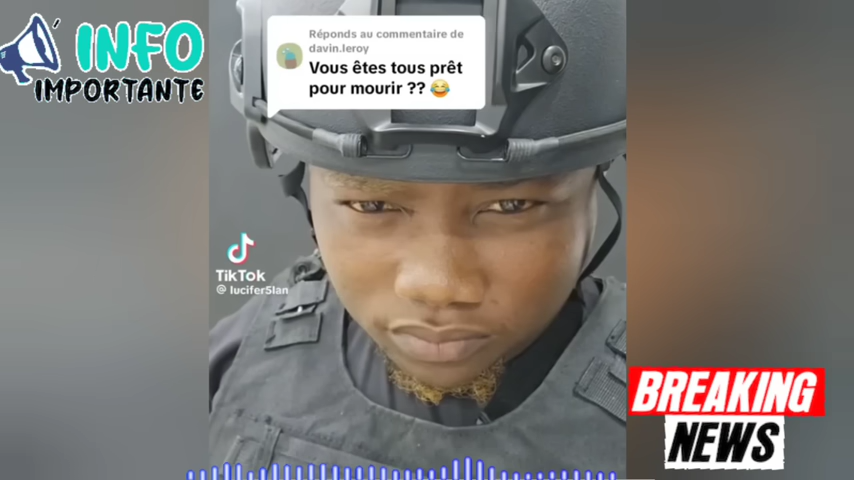 INFO
IMPORTANTE
Réponds au commentaire de
davin.leroy
Vous êtes tous prêt
pour mourir ?? 😂
TikTok
@ lucifer5lan
BREAKING
NEWS